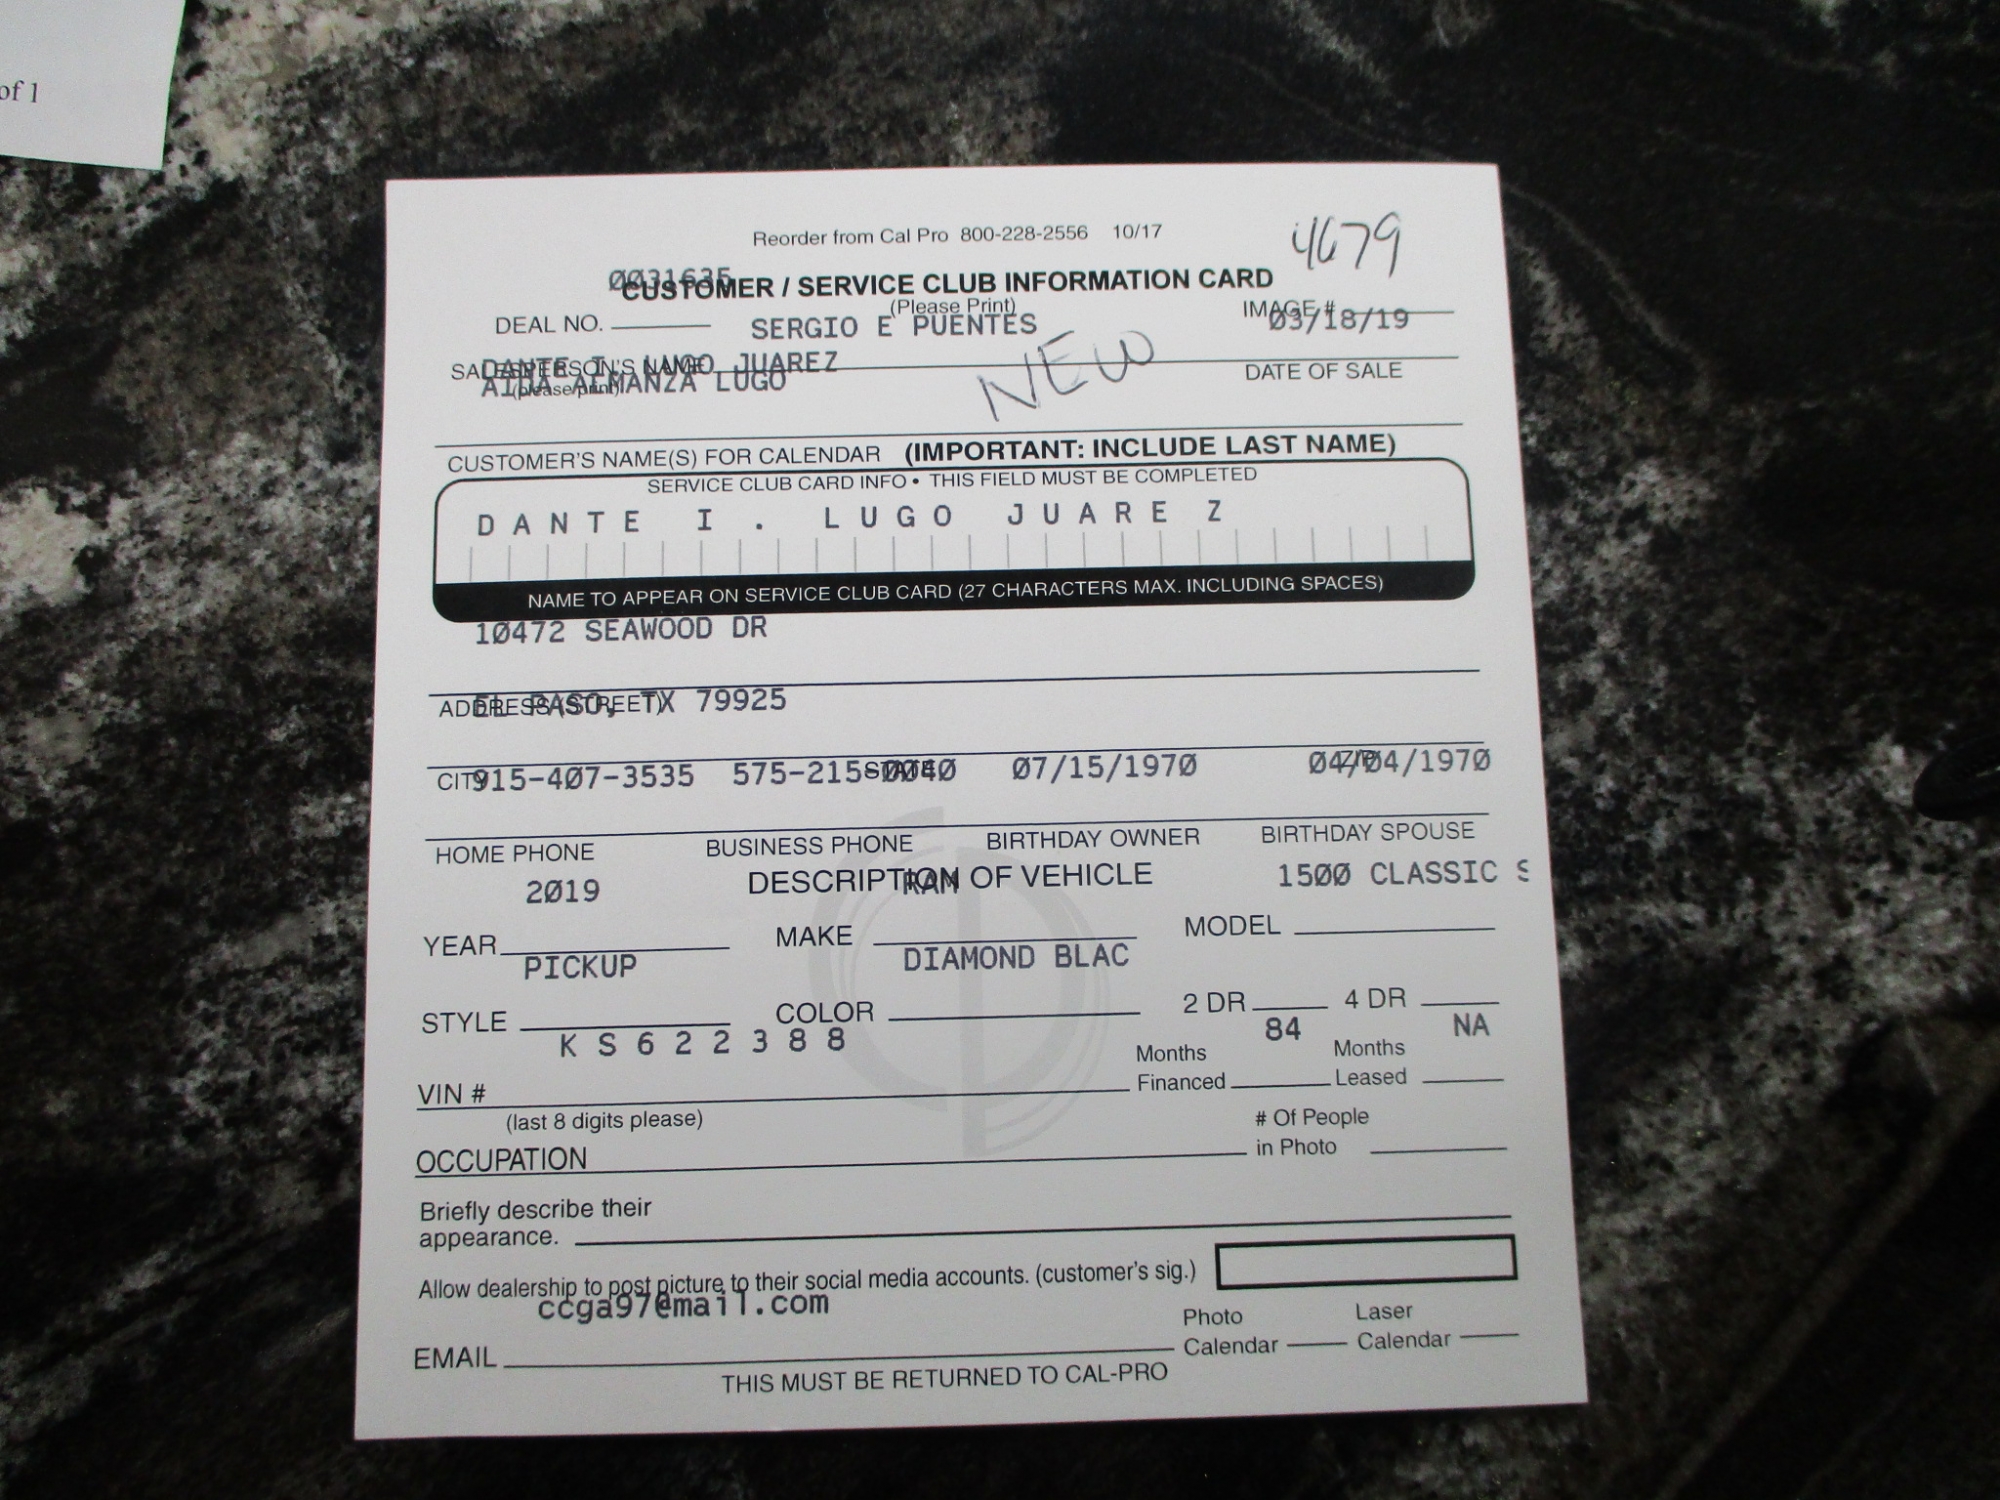 of 1
Reorder from Cal Pro 800-228-2556 10/17
4679
0031635
CUSTOMER / SERVICE CLUB INFORMATION CARD
(Please Print)
DEAL NO.
SERGIO E PUENTES
IMAGE #
03/18/19
SALESPERSON'S NAME
(please print)
DANTE I. LUGO JUAREZ
AIDA ALMANZA LUGO
NEW
DATE OF SALE
CUSTOMER'S NAME(S) FOR CALENDAR (IMPORTANT: INCLUDE LAST NAME)
SERVICE CLUB CARD INFO • THIS FIELD MUST BE COMPLETED
DANTE I. LUGO JUAREZ
NAME TO APPEAR ON SERVICE CLUB CARD (27 CHARACTERS MAX. INCLUDING SPACES)
10472 SEAWOOD DR
ADDRESS (STREET)
EL PASO, TX 79925
CITY STATE ZIP
915-407-3535 575-215-0040 07/15/1970 04/04/1970
HOME PHONE BUSINESS PHONE BIRTHDAY OWNER BIRTHDAY SPOUSE
DESCRIPTION OF VEHICLE
2019 RAM 1500 CLASSIC S
YEAR MAKE MODEL
PICKUP DIAMOND BLAC
STYLE COLOR 2 DR 4 DR
KS622388 84 NA
VIN # Months Financed Months Leased
(last 8 digits please)
OCCUPATION # Of People in Photo
Briefly describe their
appearance.
Allow dealership to post picture to their social media accounts. (customer's sig.)
ccga97@mail.com
EMAIL Photo Calendar Laser Calendar
THIS MUST BE RETURNED TO CAL-PRO